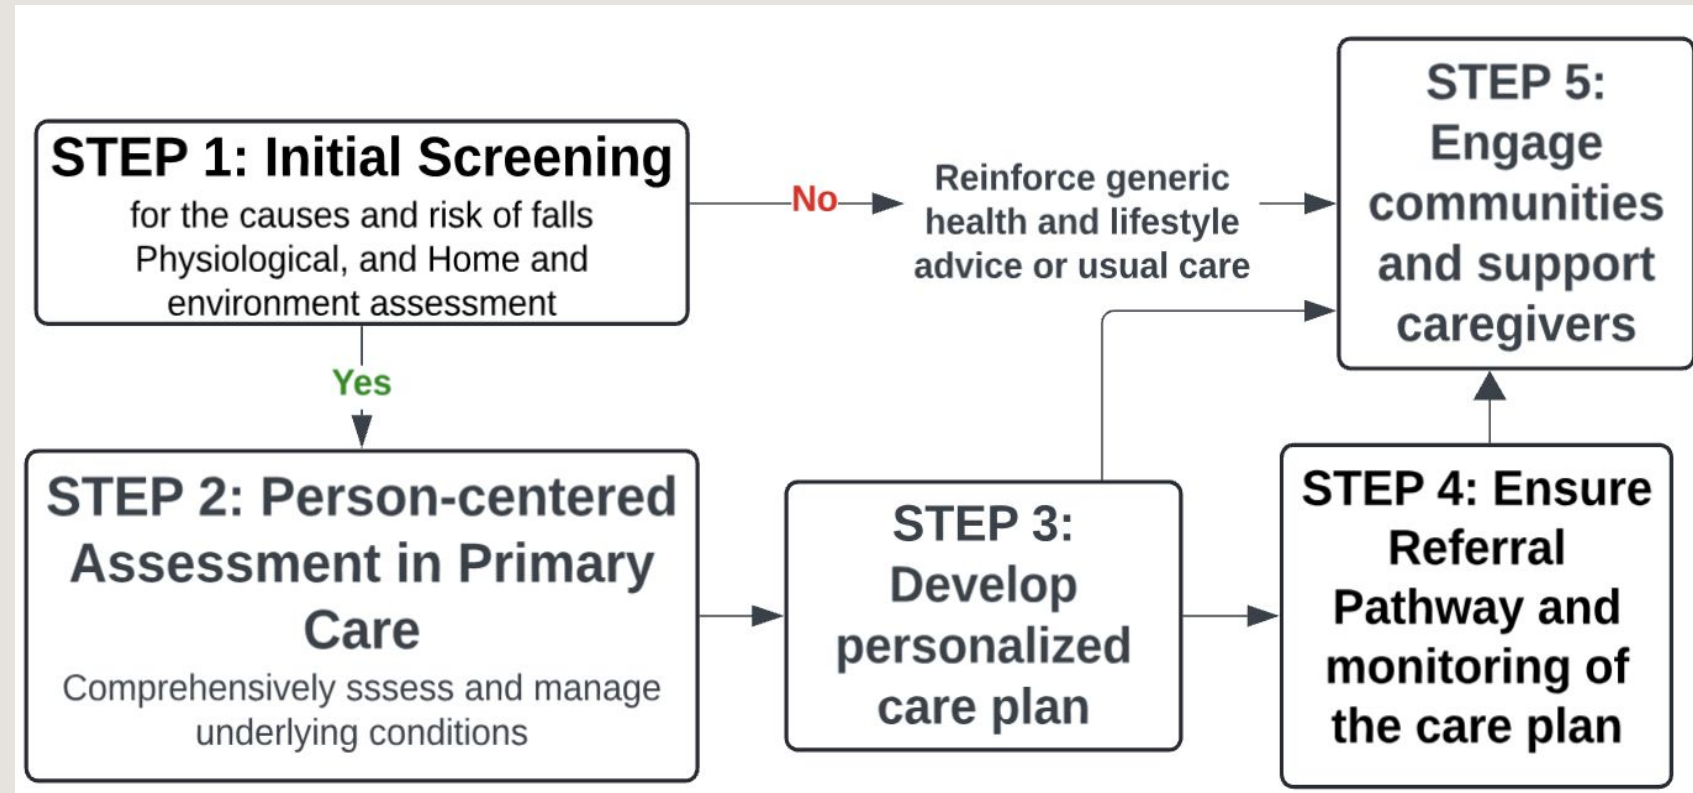 STEP 1: Initial Screening
for the causes and risk of falls
Physiological, and Home and
environment assessment
No
Reinforce generic
health and lifestyle
advice or usual care
STEP 5:
Engage
communities
and support
caregivers
Yes
STEP 2: Person-centered
Assessment in Primary
Care
Comprehensively sssess and manage
underlying conditions
STEP 3:
Develop
personalized
care plan
STEP 4: Ensure
Referral
Pathway and
monitoring of
the care plan